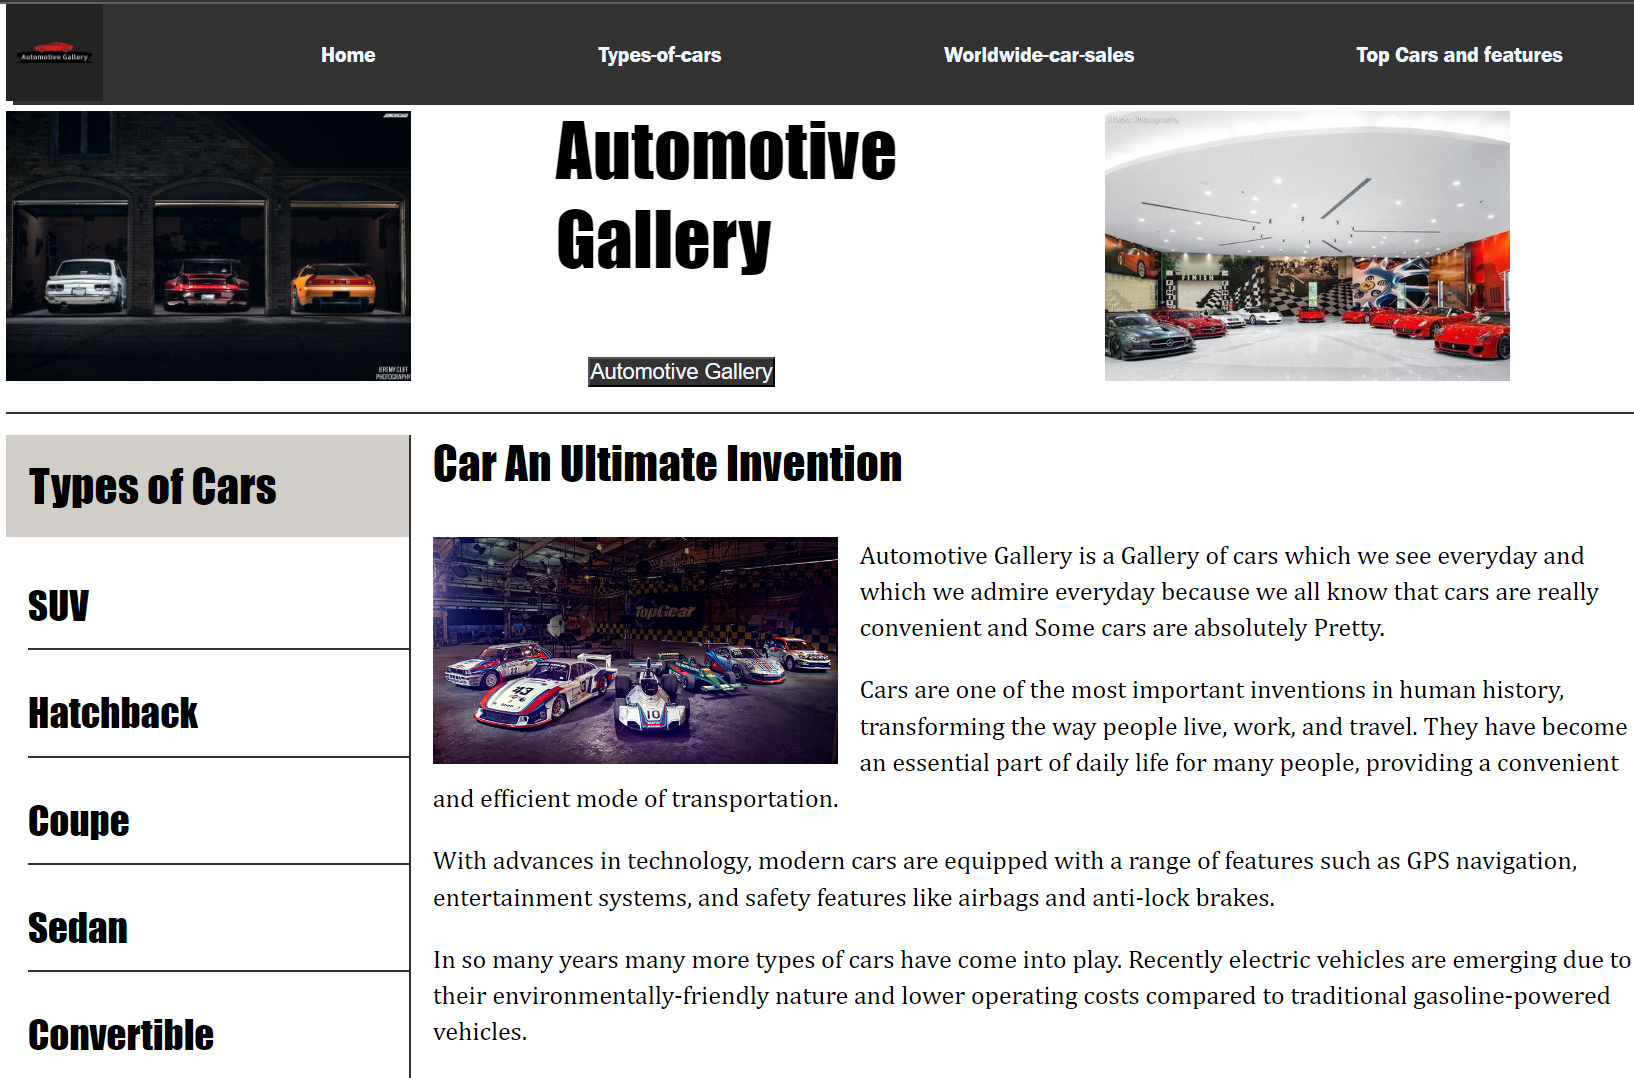 Automotive Gallery
Home
Types-of-cars
Worldwide-car-sales
Top Cars and features
JEREMY CLIFF
PHOTOGRAPHY
Automotive
Gallery
Automotive Gallery
FINISH
Types of Cars
SUV
Hatchback
Coupe
Sedan
Convertible
Car An Ultimate Invention
TopGear
43
10
Automotive Gallery is a Gallery of cars which we see everyday and
which we admire everyday because we all know that cars are really
convenient and Some cars are absolutely Pretty.
Cars are one of the most important inventions in human history,
transforming the way people live, work, and travel. They have become
an essential part of daily life for many people, providing a convenient
and efficient mode of transportation.
With advances in technology, modern cars are equipped with a range of features such as GPS navigation,
entertainment systems, and safety features like airbags and anti-lock brakes.
In so many years many more types of cars have come into play. Recently electric vehicles are emerging due to
their environmentally-friendly nature and lower operating costs compared to traditional gasoline-powered
vehicles.